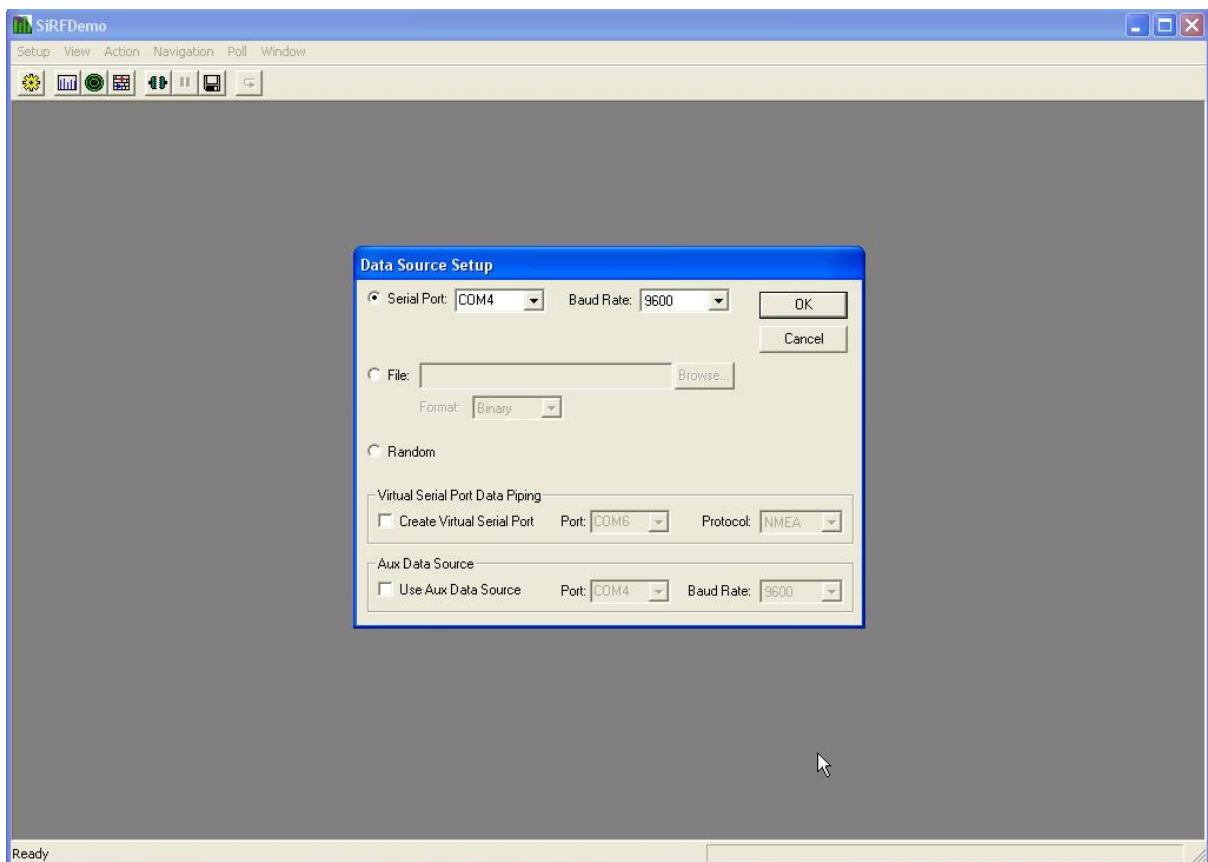 SiRFDemo
Setup View Action Navigation Poll Window
Data Source Setup
Serial Port: COM4 Baud Rate: 9600 OK
Cancel
File: Browse...
Format: Binary
Random
Virtual Serial Port Data Piping
Create Virtual Serial Port Port: COM6 Protocol: NMEA
Aux Data Source
Use Aux Data Source Port: COM4 Baud Rate: 9600
Ready